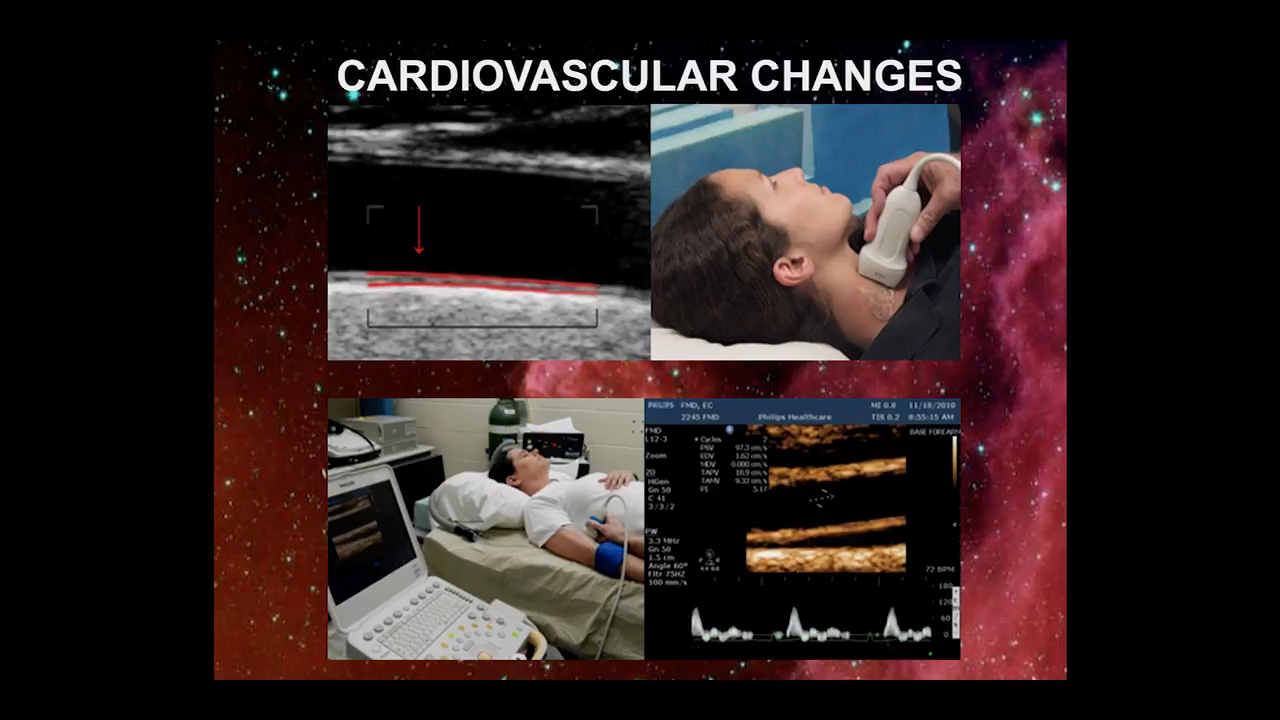 CARDIOVASCULAR CHANGES
PHILIPS FMD, EC MI 0.8 11/18/2010
2245 FMD Philips Healthcare TIS 0.2 8:55:15 AM
FMD
L12-3
Zoom
2D
HGen
Gn 50
C 41
3 / 3 / 2
PW
3.3 MHz
Gn 50
1.5 cm
Angle 60°
Fltr 75HZ
100 mm/s
# Cycles 2
PSV 97.3 cm/s
EDV 1.62 cm/s
MDV 0.000 cm/s
TAPV 18.9 cm/s
TAMV 9.33 cm/s
PI 5.17
BASE FOREARM
72 BPM
180
120
60
0